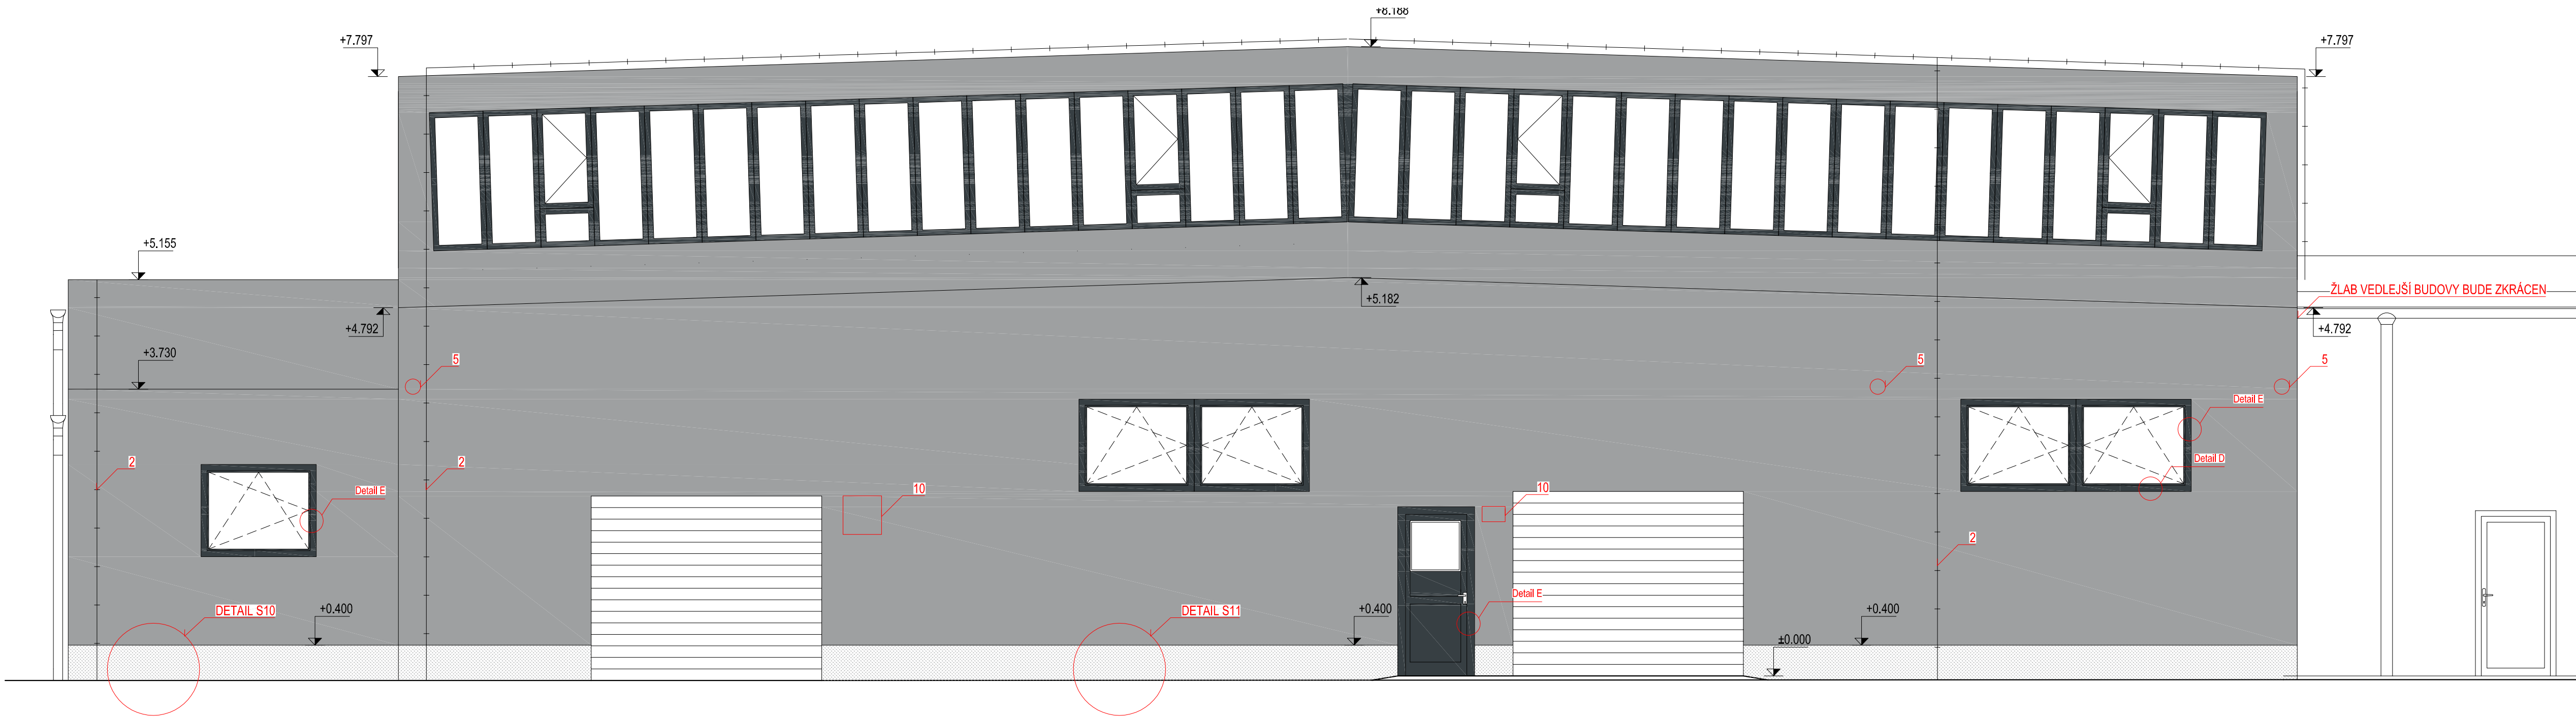 +8.188
+7.797
+7.797
+5.155
ŽLAB VEDLEJŠÍ BUDOVY BUDE ZKRÁCEN
+5.182
+4.792
+4.792
+3.730
5
5
5
Detail E
2
2
Detail D
Detail E
10
10
2
Detail E
DETAIL S10
+0.400
DETAIL S11
+0.400
+0.400
±0.000